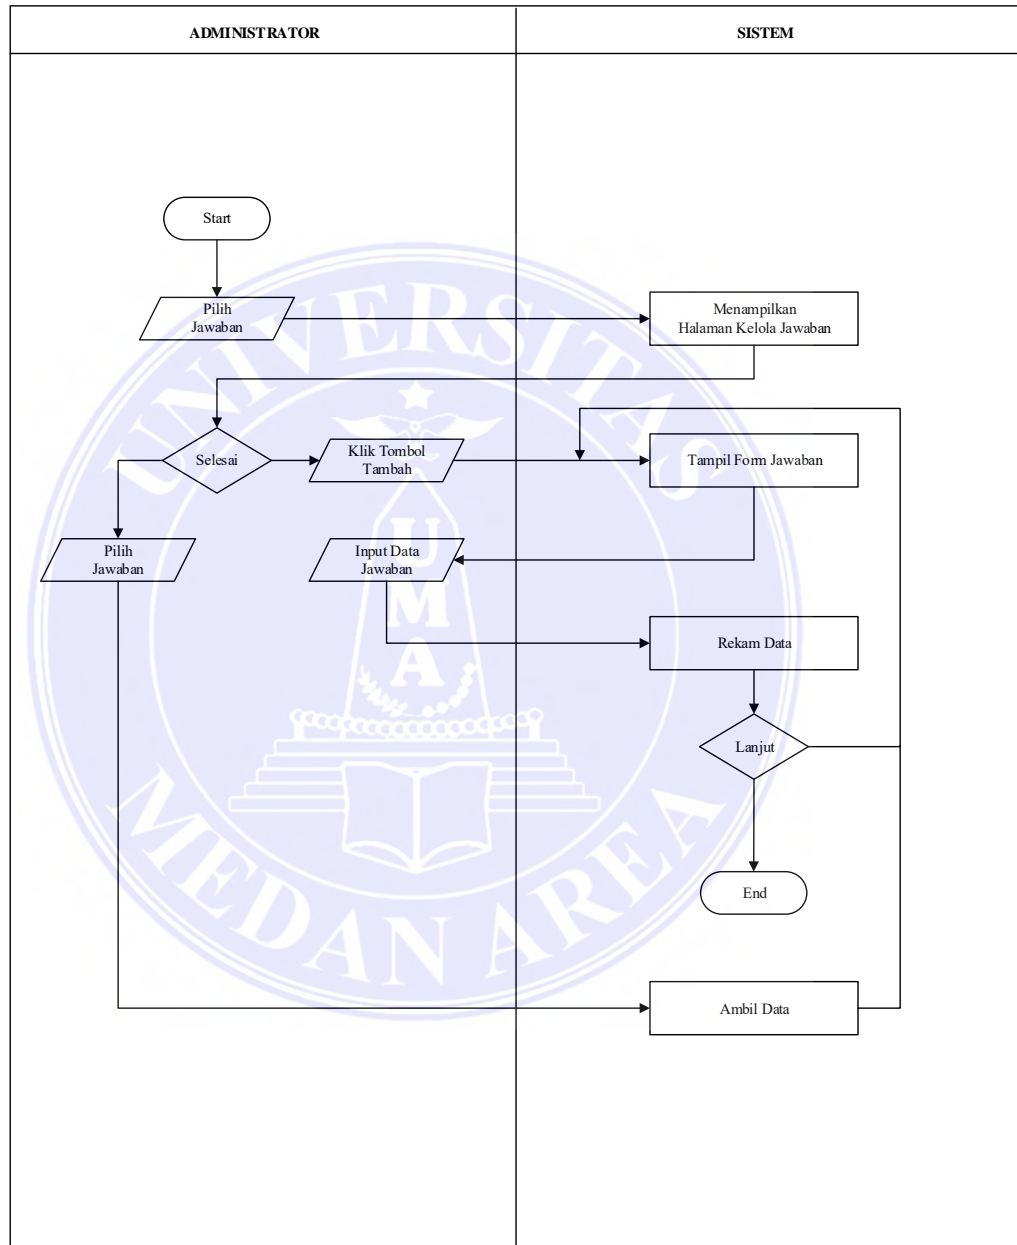 ADMINISTRATOR
SISTEM
Start
Pilih
Jawaban
Menampilkan
Halaman Kelola Jawaban
Selesai
Klik Tombol
Tambah
Tampil Form Jawaban
Pilih
Jawaban
Input Data
Jawaban
Rekam Data
Lanjut
End
Ambil Data
UNIVERSITAS
UMA
MEDAN AREA